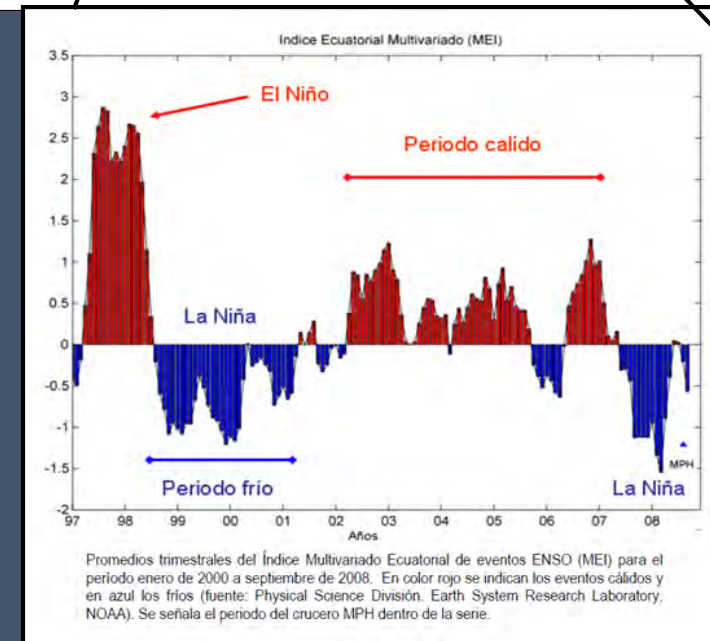 Indice Ecuatorial Multivariado (MEI)
3.5
3
2.5
2
1.5
1
0.5
0
-0.5
-1
-1.5
-2
El Niño
Periodo calido
La Niña
Periodo frío
MPH
La Niña
97 98 99 00 01 02 03 04 05 06 07 08
Años
Promedios trimestrales del Índice Multivariado Ecuatorial de eventos ENSO (MEI) para el
período enero de 2000 a septiembre de 2008. En color rojo se indican los eventos cálidos y
en azul los fríos (fuente: Physical Science División. Earth System Research Laboratory,
NOAA). Se señala el periodo del crucero MPH dentro de la serie.